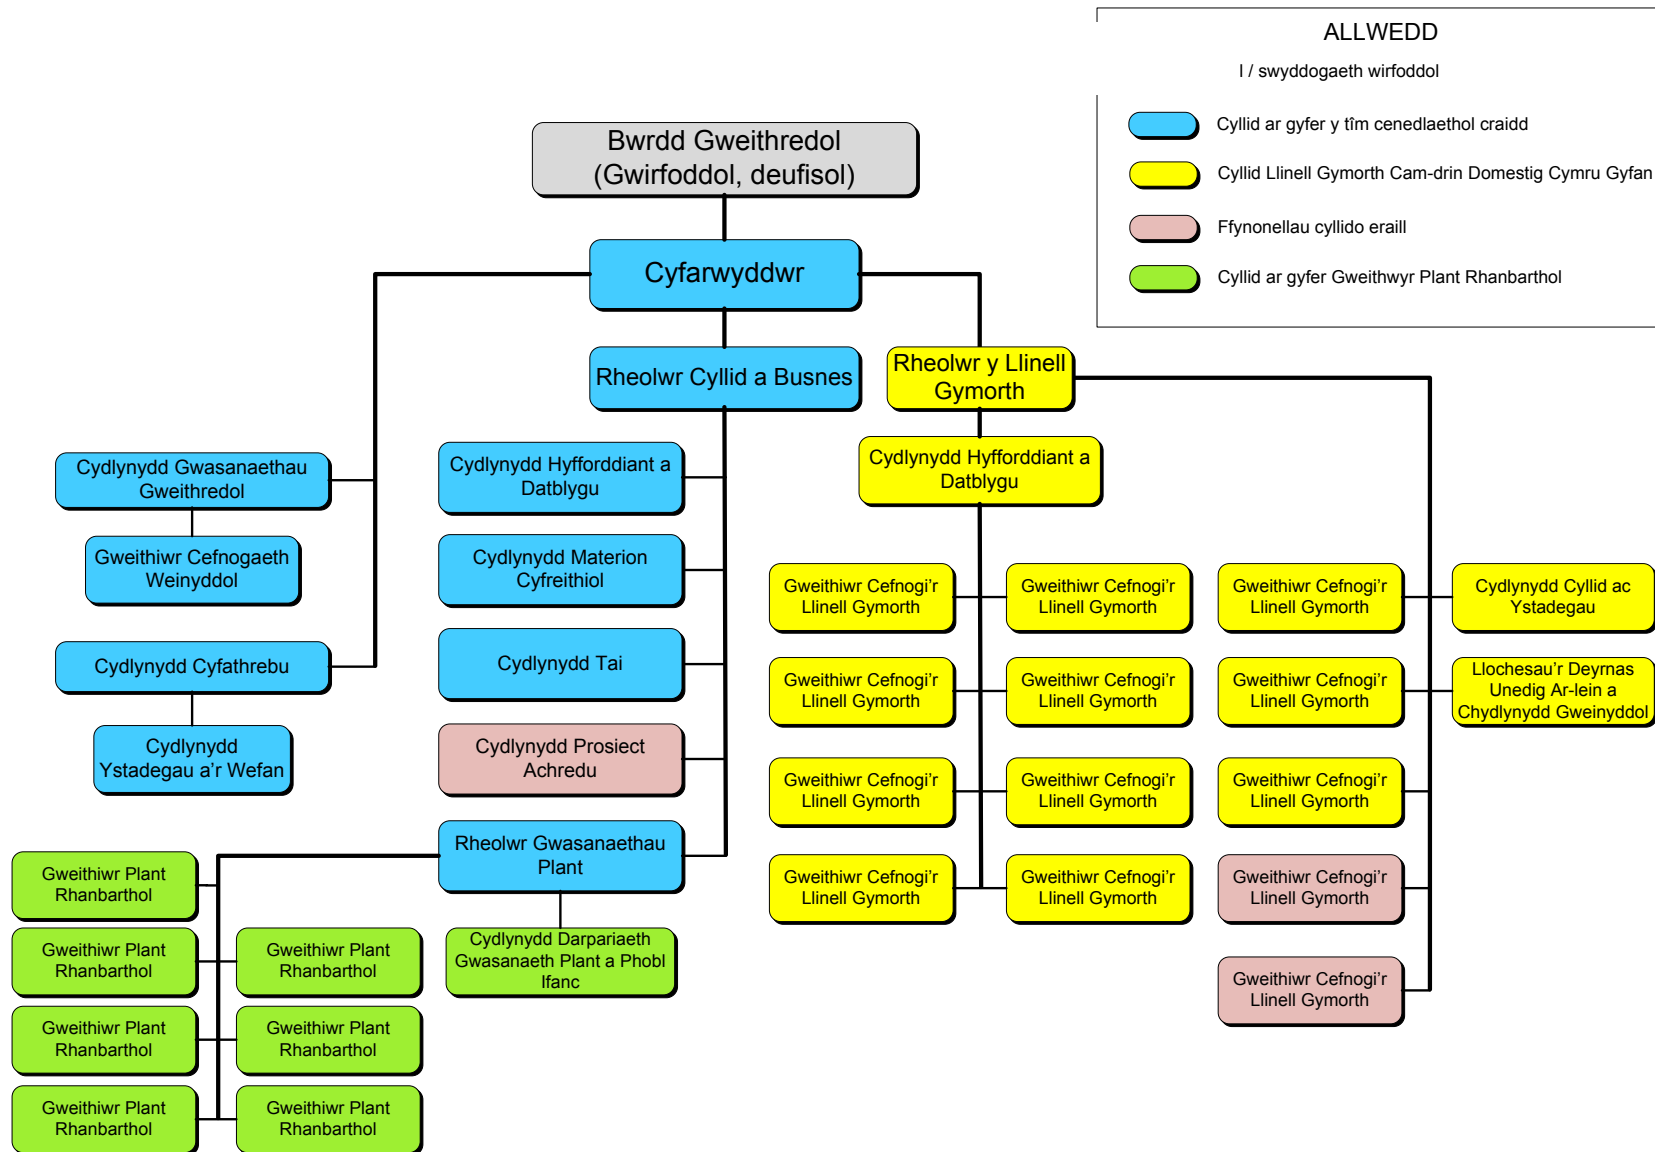 ALLWEDD
I / swyddogaeth wirfoddol
Cyllid ar gyfer y tîm cenedlaethol craidd
Cyllid Llinell Gymorth Cam-drin Domestig Cymru Gyfan
Ffynonellau cyllido eraill
Cyllid ar gyfer Gweithwyr Plant Rhanbarthol
Bwrdd Gweithredol
(Gwirfoddol, deufisol)
Cyfarwyddwr
Rheolwr Cyllid a Busnes
Rheolwr y Llinell
Gymorth
Cydlynydd Gwasanaethau
Gweithredol
Gweithiwr Cefnogaeth
Weinyddol
Cydlynydd Cyfathrebu
Cydlynydd
Ystadegau a'r Wefan
Cydlynydd Hyfforddiant a
Datblygu
Cydlynydd Materion
Cyfreithiol
Cydlynydd Tai
Cydlynydd Prosiect
Achredu
Rheolwr Gwasanaethau
Plant
Cydlynydd Darpariaeth
Gwasanaeth Plant a Phobl
Ifanc
Gweithiwr Plant
Rhanbarthol
Gweithiwr Plant
Rhanbarthol
Gweithiwr Plant
Rhanbarthol
Gweithiwr Plant
Rhanbarthol
Gweithiwr Plant
Rhanbarthol
Gweithiwr Plant
Rhanbarthol
Gweithiwr Plant
Rhanbarthol
Cydlynydd Hyfforddiant a
Datblygu
Gweithiwr Cefnogi'r
Llinell Gymorth
Gweithiwr Cefnogi'r
Llinell Gymorth
Gweithiwr Cefnogi'r
Llinell Gymorth
Gweithiwr Cefnogi'r
Llinell Gymorth
Gweithiwr Cefnogi'r
Llinell Gymorth
Gweithiwr Cefnogi'r
Llinell Gymorth
Gweithiwr Cefnogi'r
Llinell Gymorth
Gweithiwr Cefnogi'r
Llinell Gymorth
Gweithiwr Cefnogi'r
Llinell Gymorth
Cydlynydd Cyllid ac
Ystadegau
Gweithiwr Cefnogi'r
Llinell Gymorth
Llochesau'r Deyrnas
Unedig Ar-lein a
Chydlynydd Gweinyddol
Gweithiwr Cefnogi'r
Llinell Gymorth
Gweithiwr Cefnogi'r
Llinell Gymorth
Gweithiwr Cefnogi'r
Llinell Gymorth